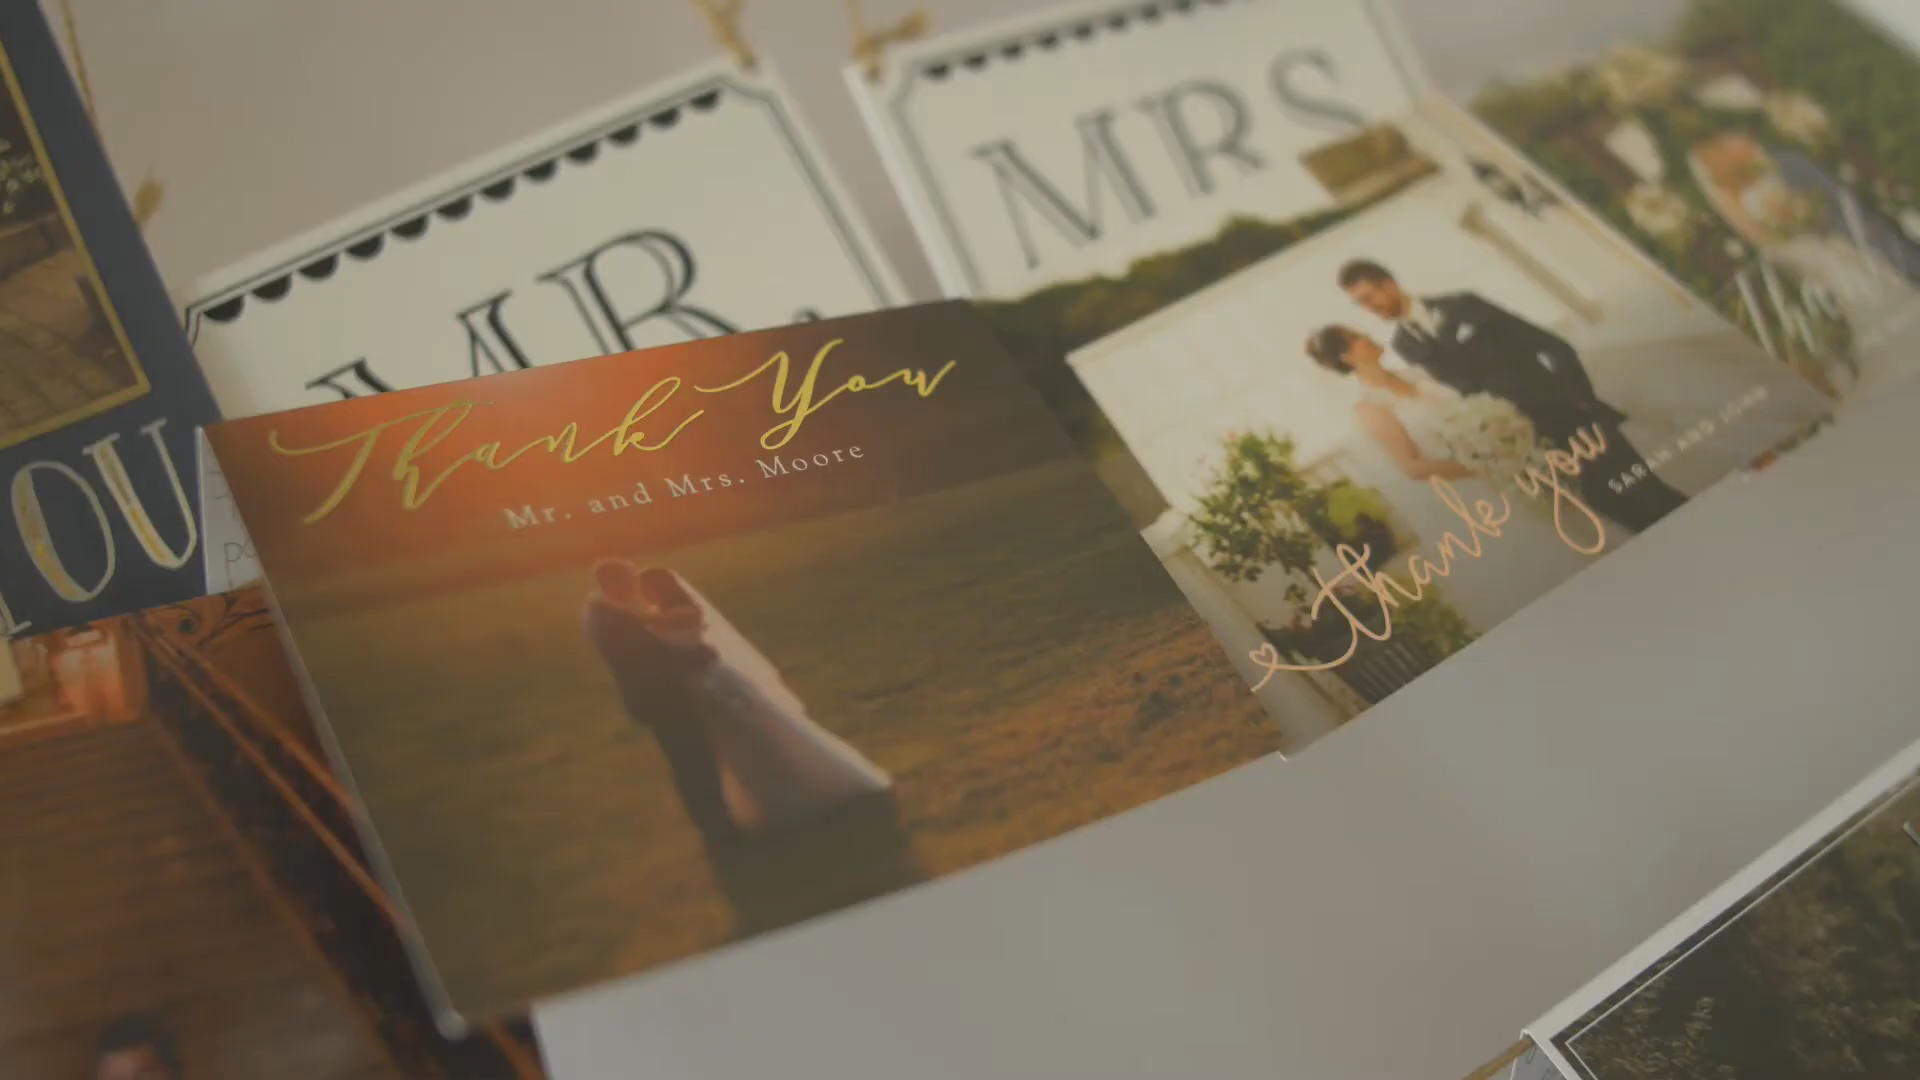 MRS
MR.
Thank You
Mr. and Mrs. Moore
OU
thank you
SARAH AND JOHN